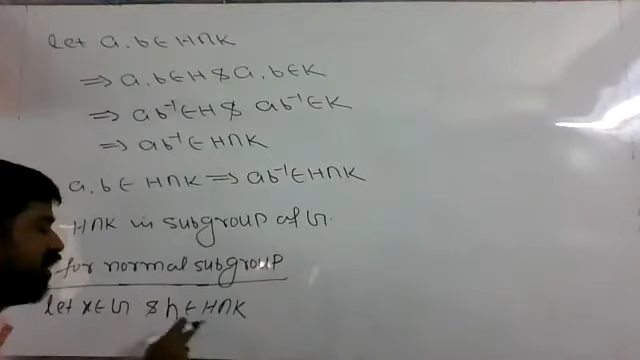 let a,b ∈ H∩K
⇒ a,b ∈ H & a,b ∈ K
⇒ ab⁻¹ ∈ H & ab⁻¹ ∈ K
⇒ ab⁻¹ ∈ H∩K
a,b ∈ H∩K ⇒ ab⁻¹ ∈ H∩K
H∩K is subgroup of G
for normal subgroup
let x ∈ G & h ∈ H∩K